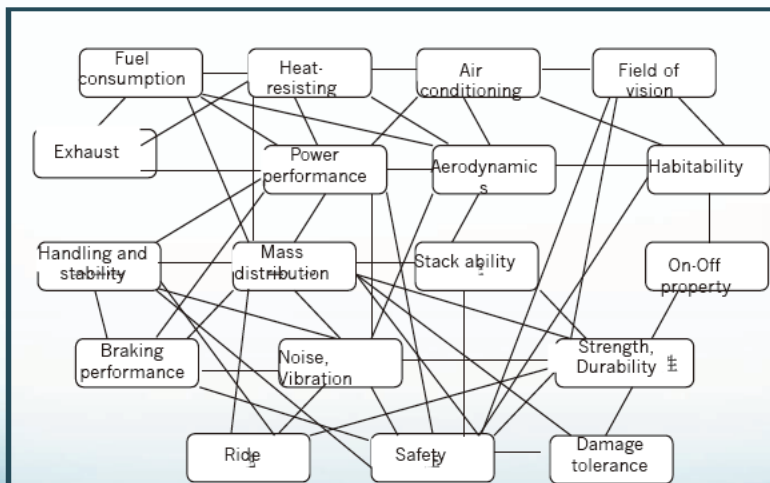 Fuel
consumption
Heat-
resisting
Air
conditioning
Field of
vision
Exhaust
Power
performance
Aerodynamic
s
Habitability
Handling and
stability
Mass
distribution
Stack ability
On-Off
property
Braking
performance
Noise,
Vibration
Strength,
Durability 性
Ride
Safety
Damage
tolerance